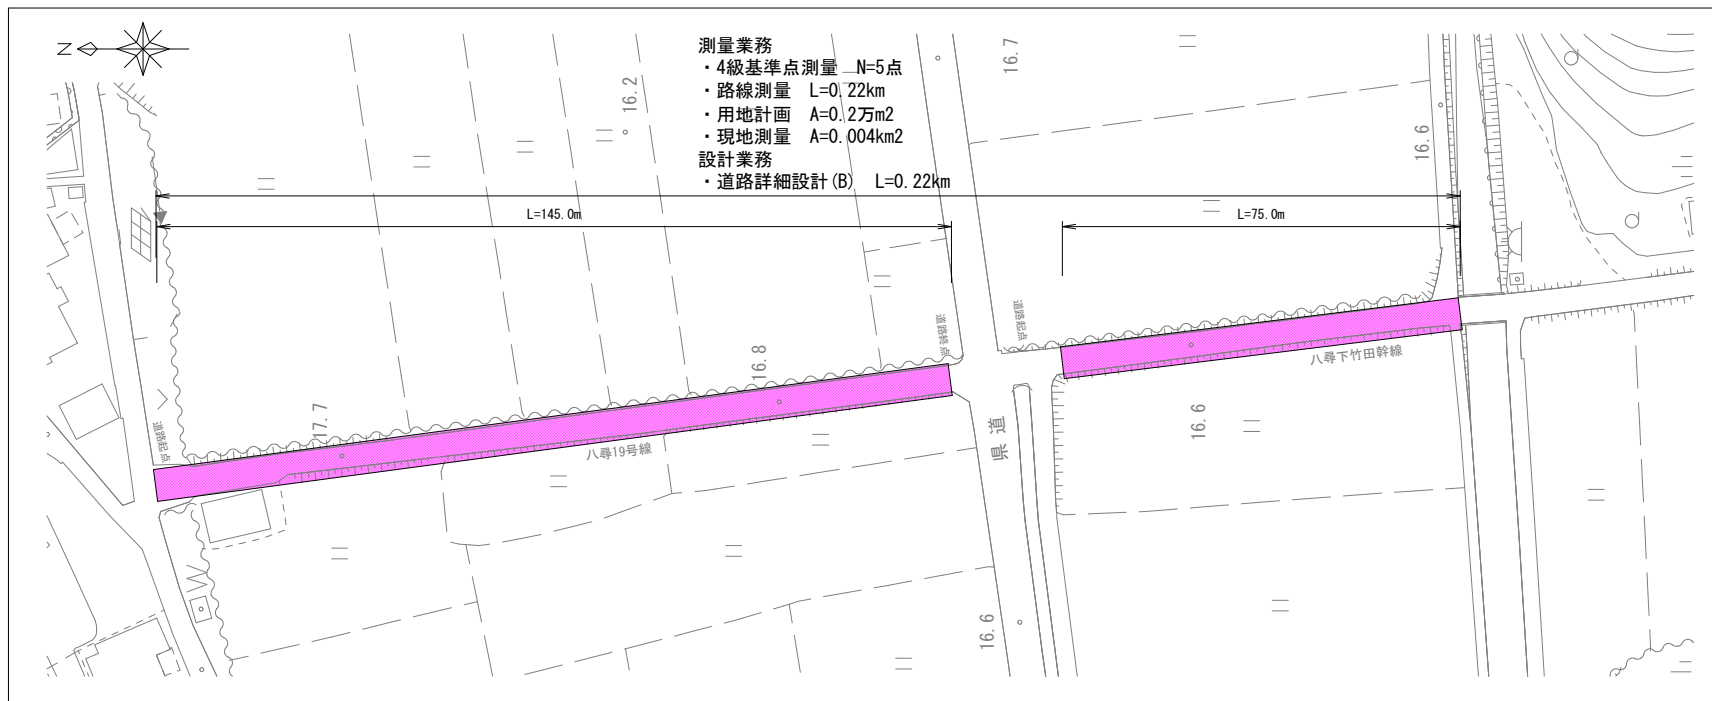 N
測量業務
・4級基準点測量 N=5点
・路線測量 L=0.22km
・用地計画 A=0.2万m2
・現地測量 A=0.004km2
設計業務
・道路詳細設計(B) L=0.22km
16.2
16.7
16.6
L=145.0m
L=75.0m
道路終点
道路起点
16.8
八尋下竹田幹線
17.7
道路起点
八尋19号線
県道
16.6
16.6